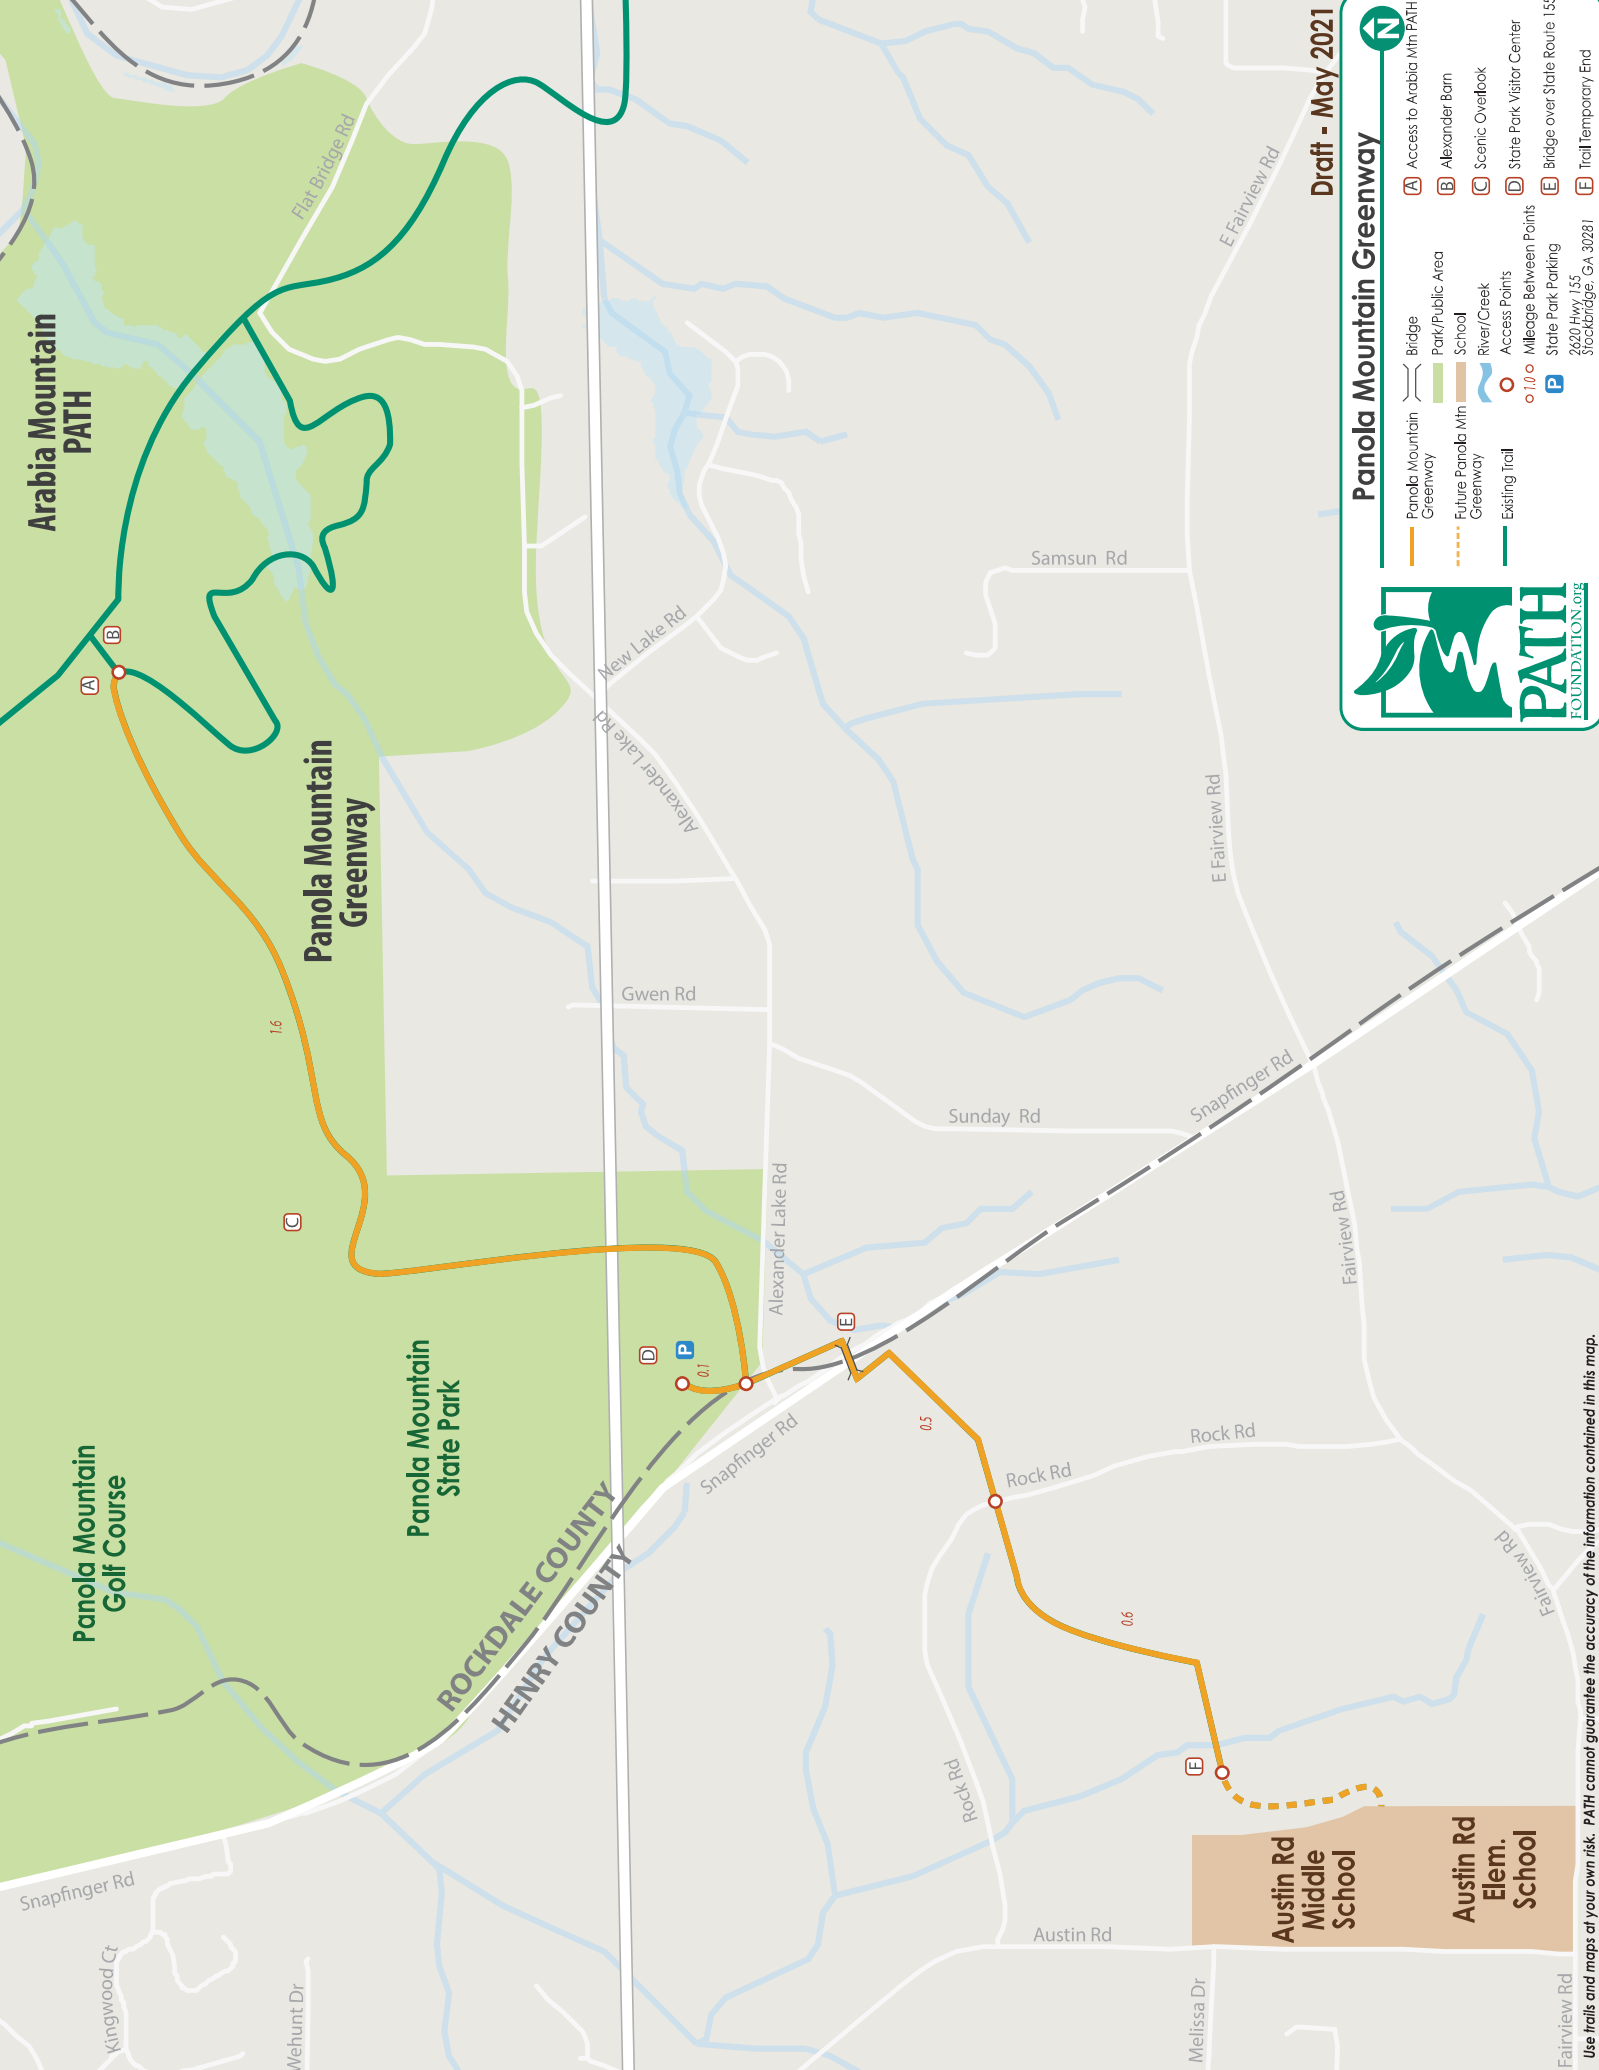 Arabia Mountain
PATH
Panola Mountain
Greenway
Panola Mountain
Golf Course
Panola Mountain
State Park
ROCKDALE COUNTY
HENRY COUNTY
Flat Bridge Rd
New Lake Rd
Alexander Lake Rd
Alexander Lake Rd
Gwen Rd
Sunday Rd
Samsun Rd
E Fairview Rd
E Fairview Rd
Snapfinger Rd
Snapfinger Rd
Snapfinger Rd
Fairview Rd
Fairview Rd
Fairview Rd
Rock Rd
Rock Rd
Rock Rd
Austin Rd
Melissa Dr
Kingwood Ct
Wehunt Dr
A
B
C
D
P
E
F
1.6
0.1
0.5
0.6
Austin Rd
Middle
School
Austin Rd
Elem.
School
Draft - May 2021
Panola Mountain Greenway
N
Panola Mountain
Greenway
Future Panola Mtn
Greenway
Existing Trail
Bridge
Park/Public Area
School
River/Creek
Access Points
1.0 Mileage Between Points
P State Park Parking
2620 Hwy 155
Stockbridge, GA 30281
A Access to Arabia Mtn PATH
B Alexander Barn
C Scenic Overlook
D State Park Visitor Center
E Bridge over State Route 155
F Trail Temporary End
PATH
FOUNDATION.org
Use trails and maps at your own risk. PATH cannot guarantee the accuracy of the information contained in this map.